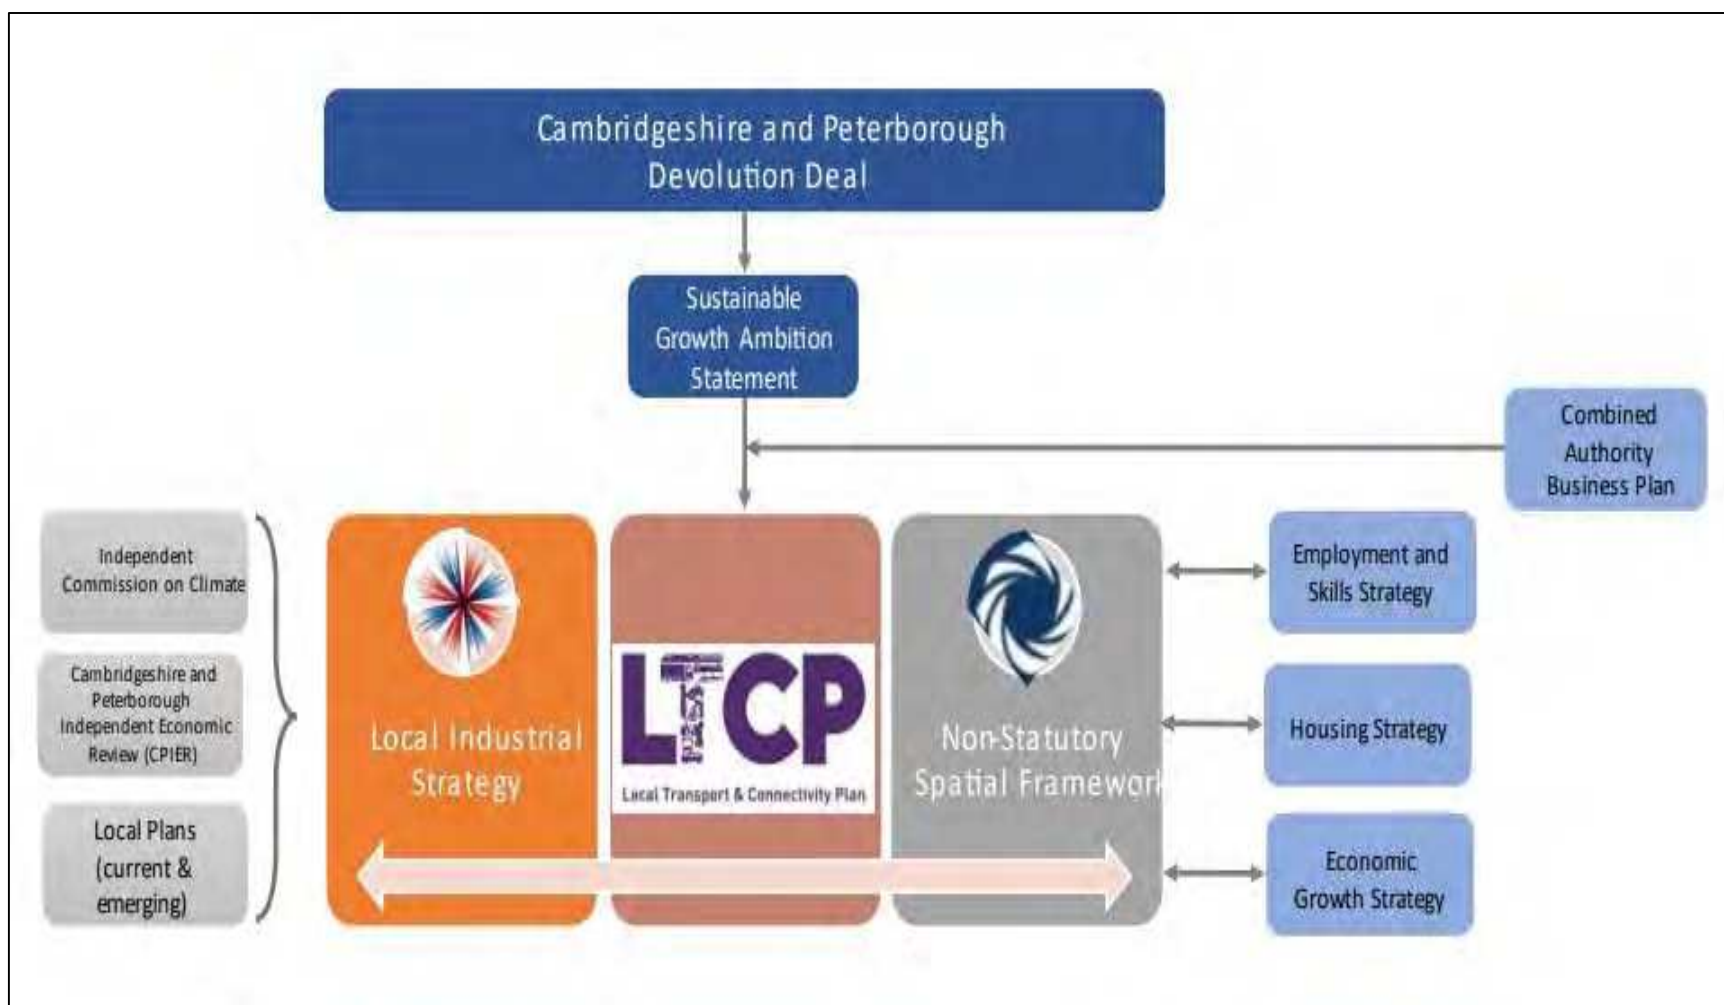 Cambridgeshire and Peterborough
Devolution Deal
Sustainable
Growth Ambition
Statement
Combined
Authority
Business Plan
Independent
Commission on Climate
Cambridgeshire and
Peterborough
Independent Economic
Review (CPIER)
Local Plans
(current &
emerging)
Local Industrial
Strategy
LTCP
Local Transport & Connectivity Plan
Non-Statutory
Spatial Framework
Employment and
Skills Strategy
Housing Strategy
Economic
Growth Strategy